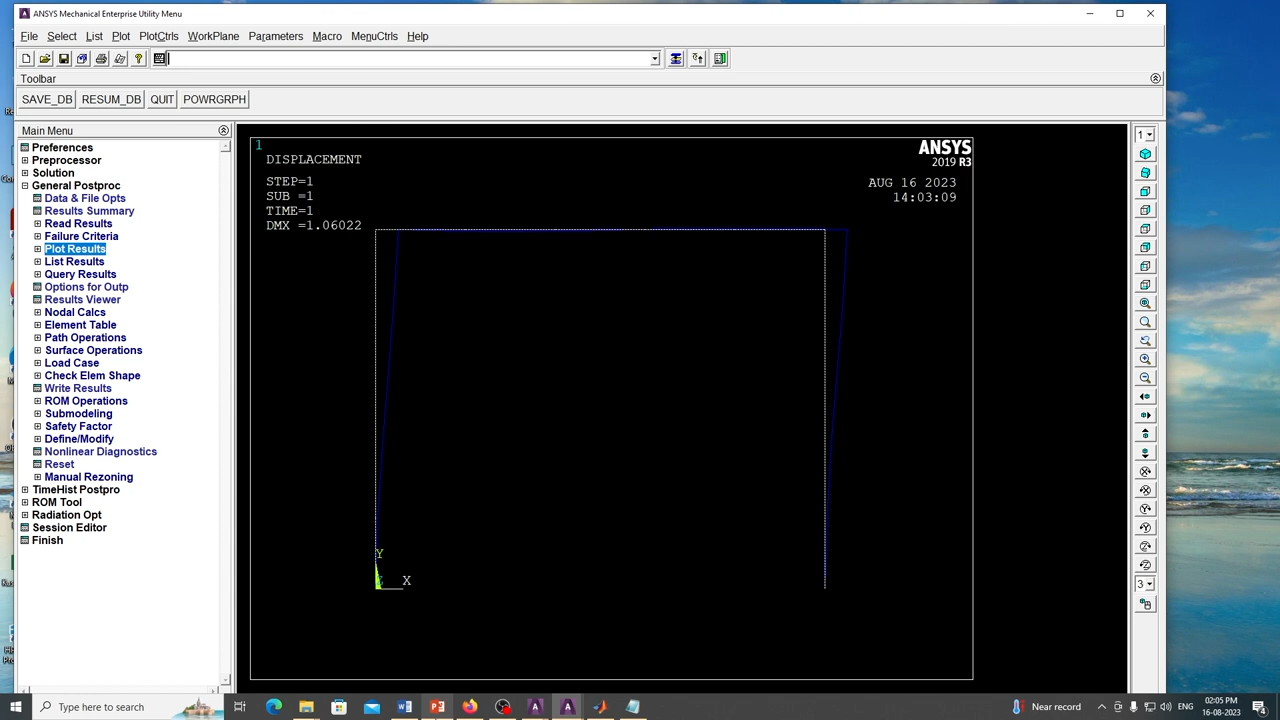 ANSYS Mechanical Enterprise Utility Menu
File Select List Plot PlotCtrls WorkPlane Parameters Macro MenuCtrls Help
Toolbar
SAVE_DB RESUM_DB QUIT POWRGRPH
Main Menu
Preferences
Preprocessor
Solution
General Postproc
Data & File Opts
Results Summary
Read Results
Failure Criteria
Plot Results
List Results
Query Results
Options for Outp
Results Viewer
Nodal Calcs
Element Table
Path Operations
Surface Operations
Load Case
Check Elem Shape
Write Results
ROM Operations
Submodeling
Safety Factor
Define/Modify
Nonlinear Diagnostics
Reset
Manual Rezoning
TimeHist Postpro
ROM Tool
Radiation Opt
Session Editor
Finish
1
DISPLACEMENT
STEP=1
SUB =1
TIME=1
DMX =1.06022
ANSYS
2019 R3
AUG 16 2023
14:03:09
Y
X
1
3
Type here to search
Near record
ENG
02:05 PM
16-08-2023
4